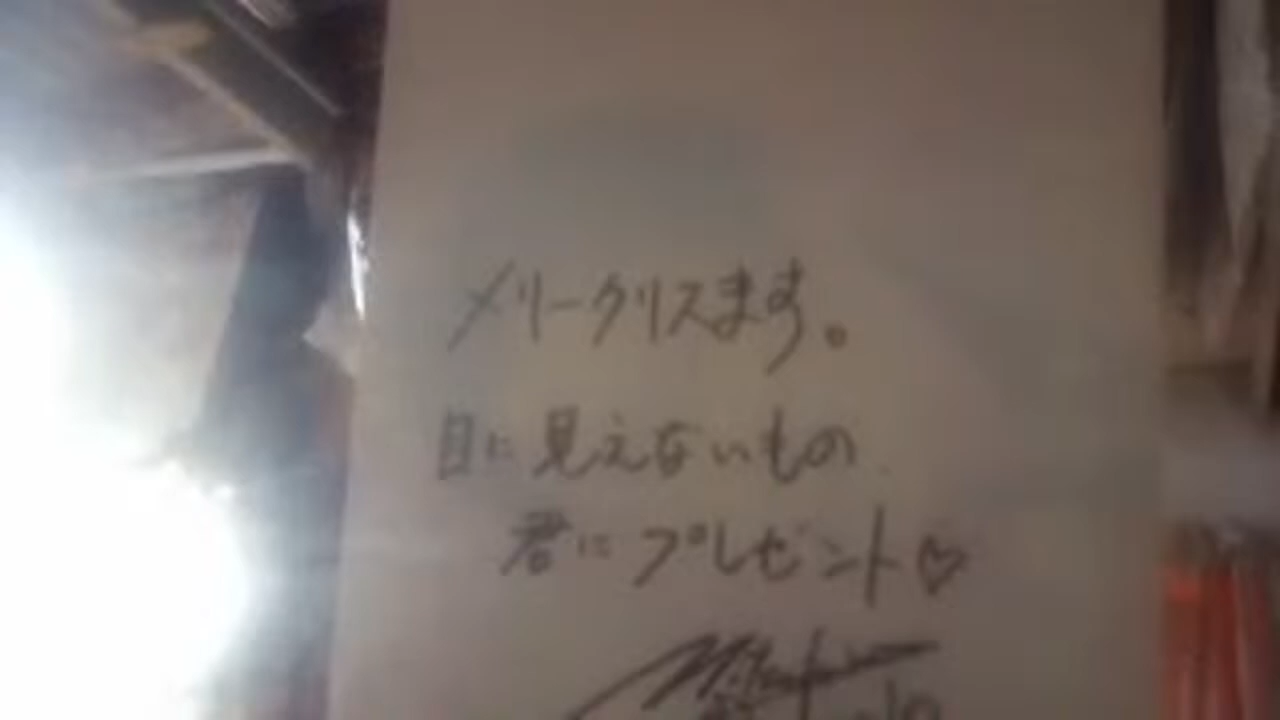 メリークリスます。
目に見えないもの
君にプレゼント♡